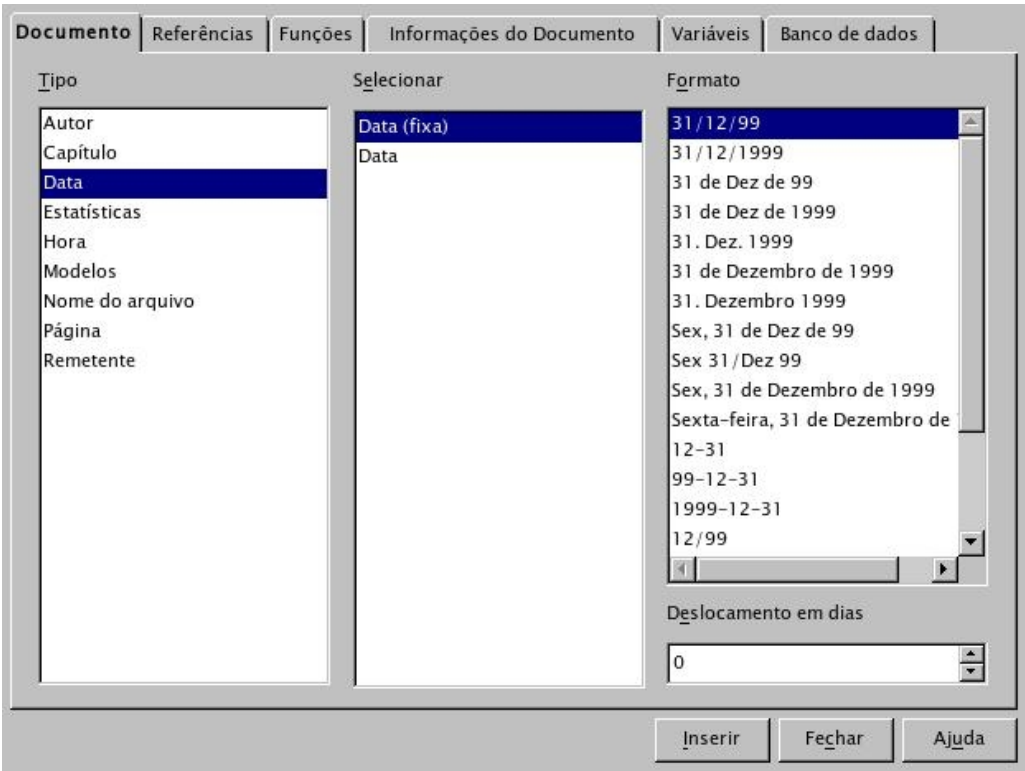 Documento Referências Funções Informações do Documento Variáveis Banco de dados
Tipo
Autor
Capítulo
Data
Estatísticas
Hora
Modelos
Nome do arquivo
Página
Remetente
Selecionar
Data (fixa)
Data
Formato
31/12/99
31/12/1999
31 de Dez de 99
31 de Dez de 1999
31. Dez. 1999
31 de Dezembro de 1999
31. Dezembro 1999
Sex, 31 de Dez de 99
Sex 31/Dez 99
Sex, 31 de Dezembro de 1999
Sexta-feira, 31 de Dezembro de
12-31
99-12-31
1999-12-31
12/99
Deslocamento em dias
0
Inserir Fechar Ajuda